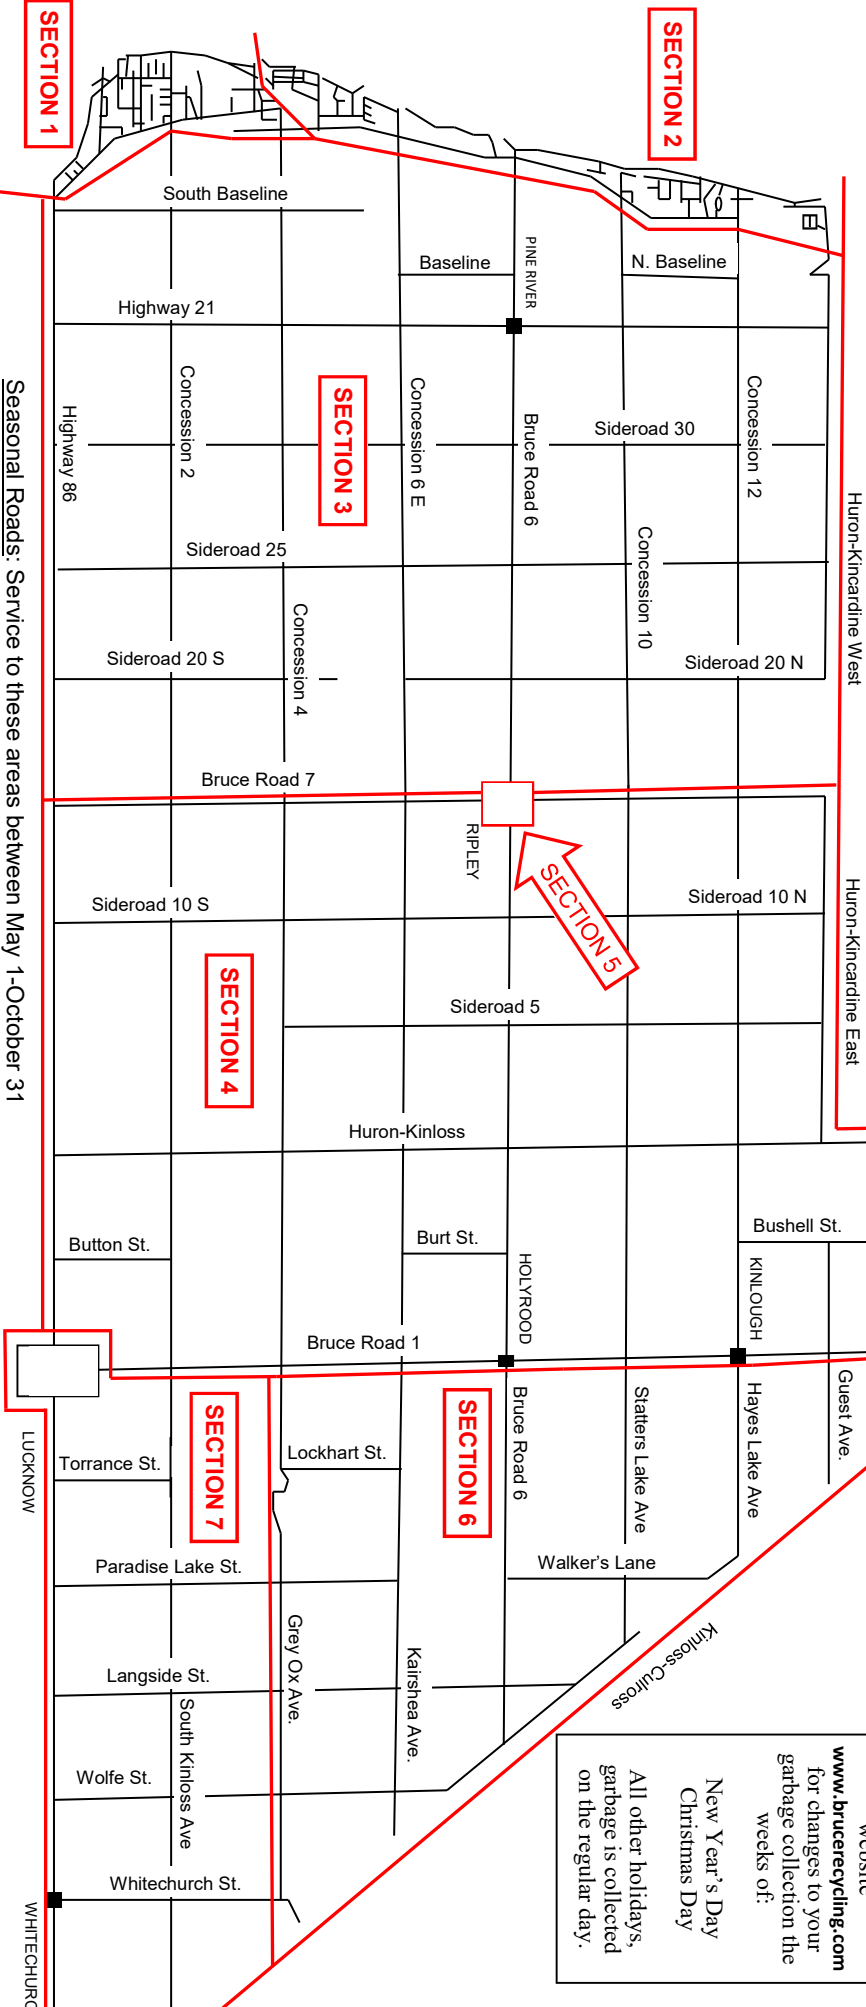 SECTION 1
SECTION 2
South Baseline
Baseline
PINE RIVER
N. Baseline
Highway 21
Concession 2
SECTION 3
Concession 6 E
Bruce Road 6
Sideroad 30
Concession 12
Highway 86
Huron-Kincardine West
Sideroad 25
Concession 10
Concession 4
Sideroad 20 S
Sideroad 20 N
Seasonal Roads: Service to these areas between May 1-October 31
Bruce Road 7
RIPLEY
SECTION 5
Sideroad 10 S
Sideroad 10 N
Huron-Kincardine East
SECTION 4
Sideroad 5
Huron-Kinloss
Button St.
Burt St.
Bushell St.
HOLYROOD
KINLOUGH
Bruce Road 1
Guest Ave.
SECTION 7
SECTION 6
Bruce Road 6
Statters Lake Ave
Hayes Lake Ave
LUCKNOW
Torrance St.
Lockhart St.
Paradise Lake St.
Walker's Lane
Grey Ox Ave.
Kairshea Ave.
Kinloss-Culross
Langside St.
South Kinloss Ave
Wolfe St.
Whitechurch St.
WHITECHURC
website
www.brucerecycling.com
for changes to your
garbage collection the
weeks of:
New Year's Day
Christmas Day
All other holidays,
garbage is collected
on the regular day.